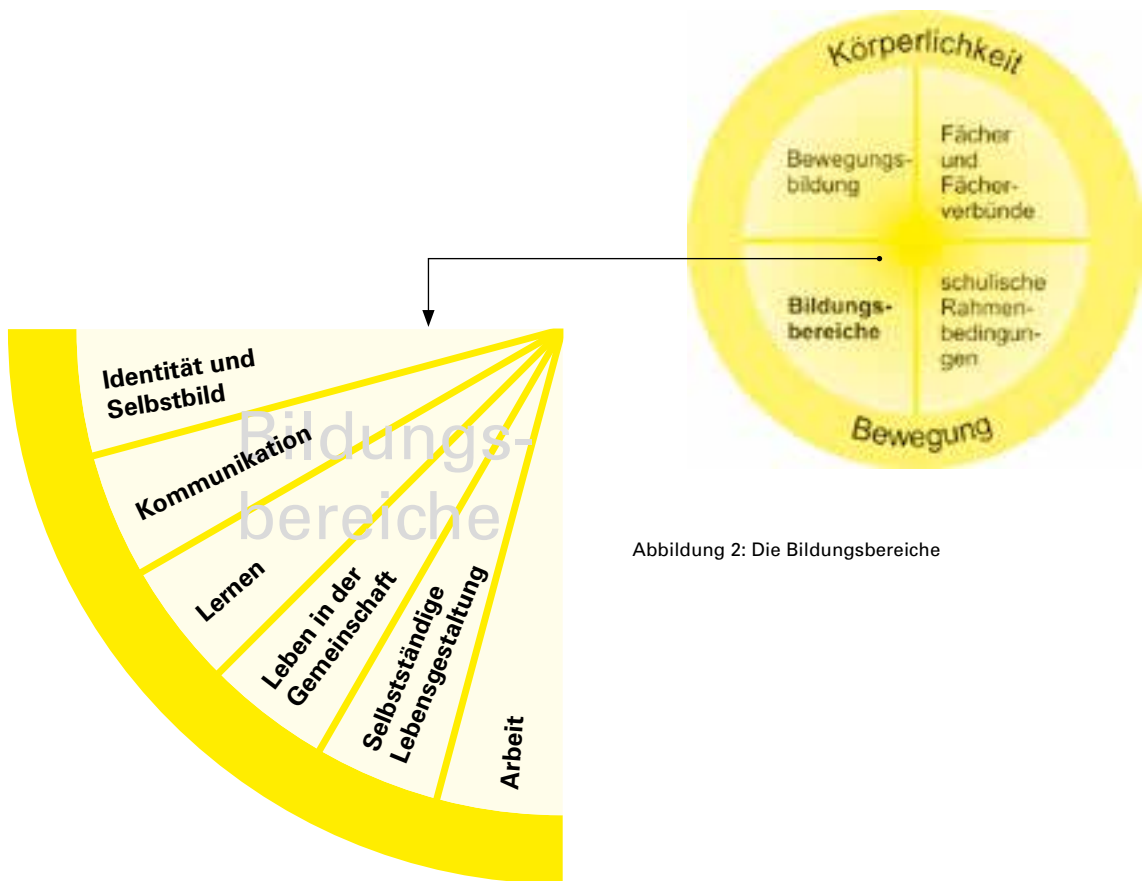 Körperlichkeit
Bewegungs-
bildung
Fächer
und
Fächer-
verbünde
Bildungs-
bereiche
schulische
Rahmen-
bedingun-
gen
Bewegung
Bildungs-
bereiche
Identität und
Selbstbild
Kommunikation
Lernen
Leben in der
Gemeinschaft
Selbstständige
Lebensgestaltung
Arbeit
Abbildung 2: Die Bildungsbereiche